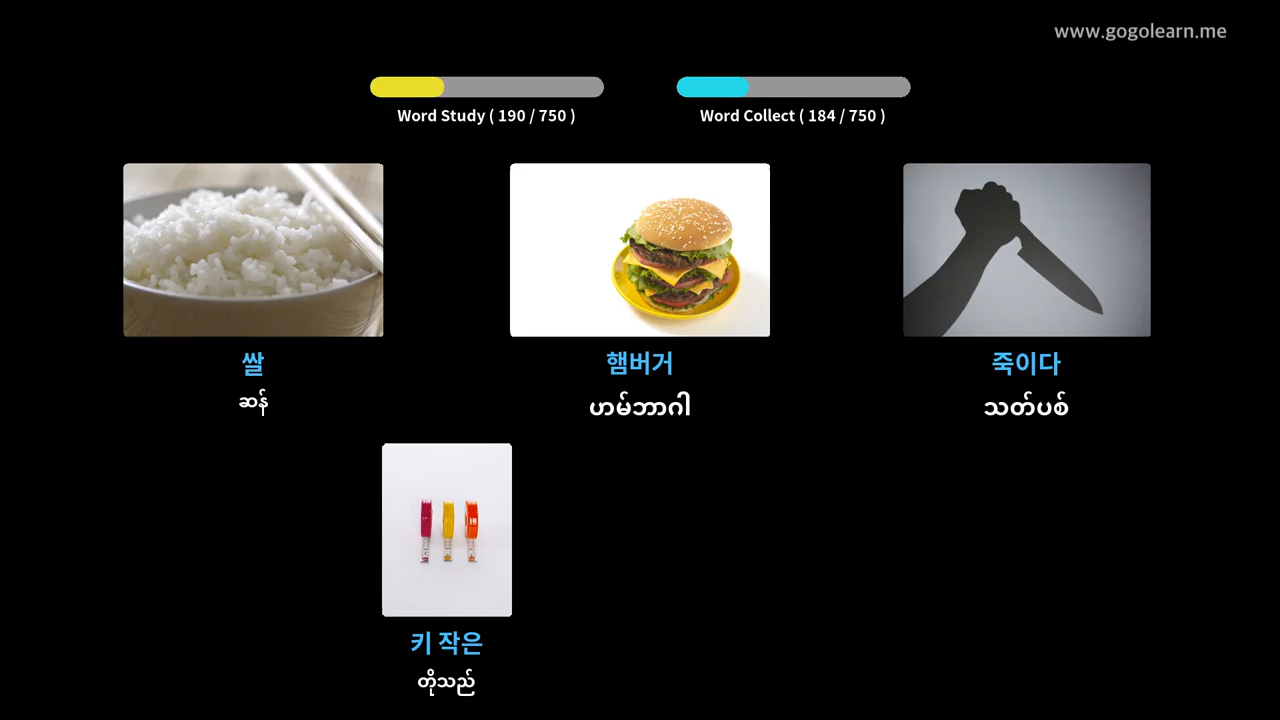 www.gogolearn.me
Word Study ( 190 / 750 )
Word Collect ( 184 / 750 )
쌀
ဆန်
햄버거
ဟမ်ဘာဂါ
죽이다
သတ်ပစ်
키 작은
တိုသည်